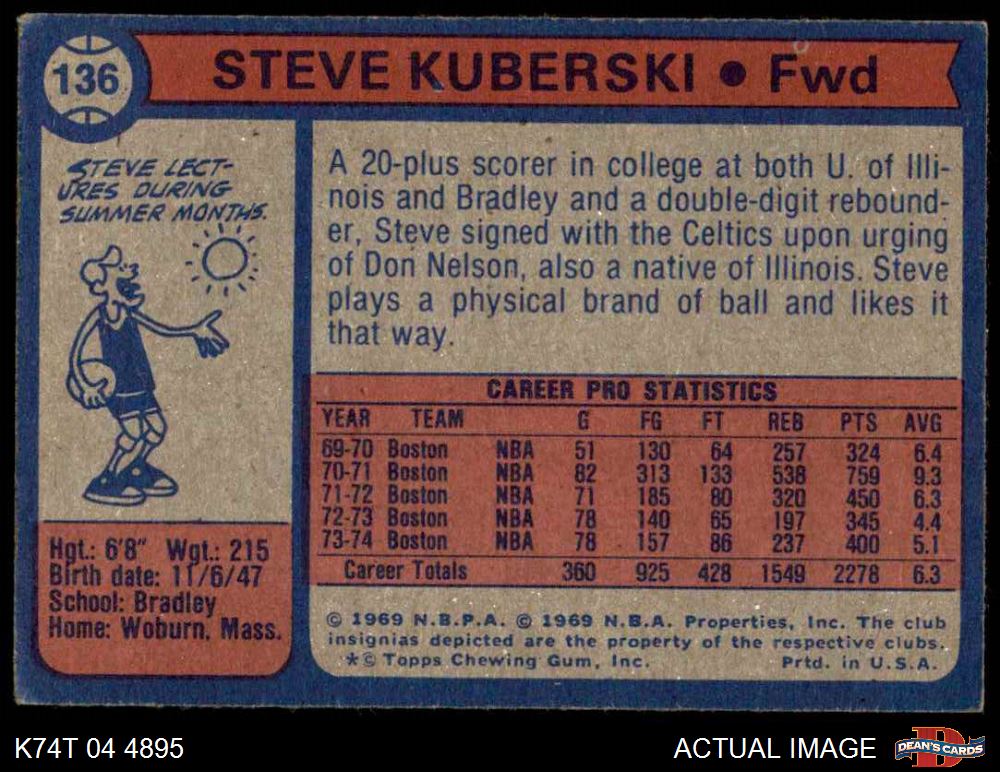 136
STEVE KUBERSKI • Fwd
STEVE LECT-
URES DURING
SUMMER MONTHS.
A 20-plus scorer in college at both U. of Illi-
nois and Bradley and a double-digit rebound-
er, Steve signed with the Celtics upon urging
of Don Nelson, also a native of Illinois. Steve
plays a physical brand of ball and likes it
that way.
CAREER PRO STATISTICS
YEAR TEAM G FG FT REB PTS AVG
69-70 Boston NBA 51 130 64 257 324 6.4
70-71 Boston NBA 82 313 133 538 759 9.3
71-72 Boston NBA 71 185 80 320 450 6.3
72-73 Boston NBA 78 140 65 197 345 4.4
73-74 Boston NBA 78 157 86 237 400 5.1
Career Totals 360 925 428 1549 2278 6.3
Hgt.: 6'8" Wgt.: 215
Birth date: 11/6/47
School: Bradley
Home: Woburn, Mass.
© 1969 N.B.P.A. © 1969 N.B.A. Properties, Inc. The club
insignias depicted are the property of the respective clubs.
*© Topps Chewing Gum, Inc. Prtd. in U.S.A.
K74T 04 4895
ACTUAL IMAGE
D
DEAN'S CARDS